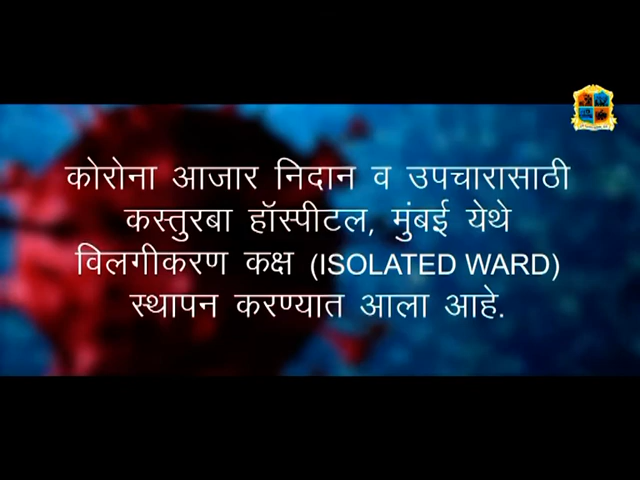 कोरोना आजार निदान व उपचारासाठी
कस्तुरबा हॉस्पीटल, मुंबई येथे
विलगीकरण कक्ष (ISOLATED WARD)
स्थापन करण्यात आला आहे.